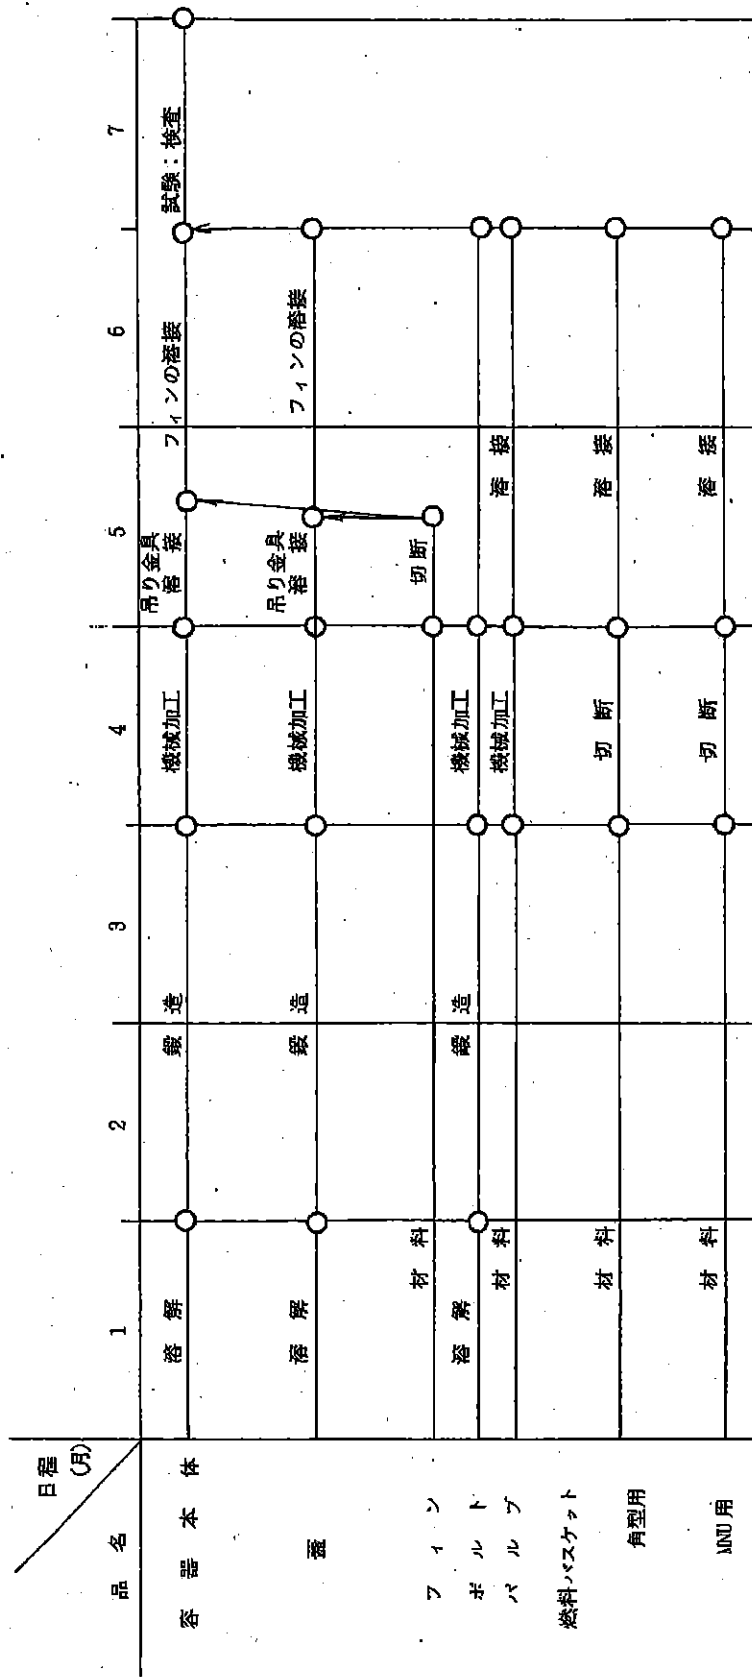 日程
(月)
品名
1 2 3 4 5 6 7
容器本体
溶解
鍛造
機械加工
吊り金具
溶接
フィンの溶接
試験:検査
蓋
溶解
鍛造
機械加工
吊り金具
溶接
フィンの溶接
フィン
材料
切断
ボルト
溶解
鍛造
機械加工
バルブ
材料
機械加工
溶接
燃料バスケット
角型用
材料
切断
溶接
MNU用
材料
切断
溶接